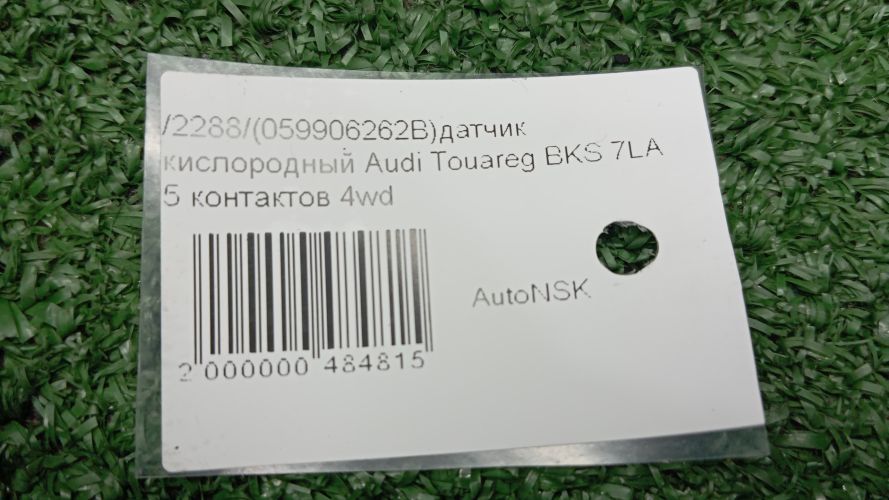 /2288/(059906262B)датчик
кислородный Audi Touareg BKS 7LA
5 контактов 4wd
AutoNSK
2 000000 484815